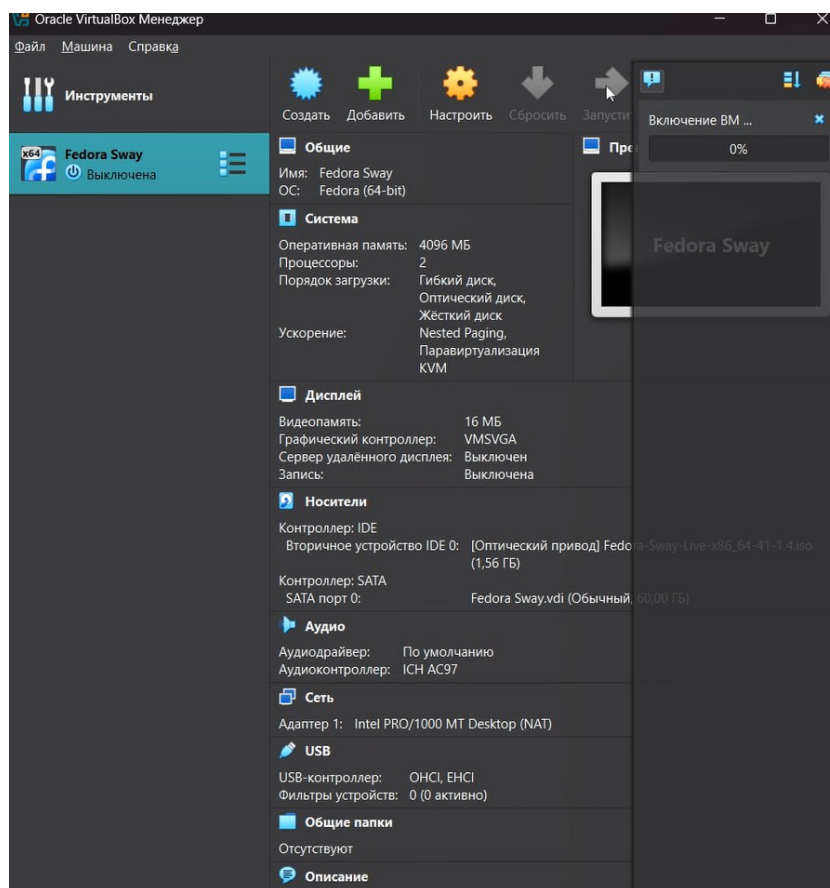 Oracle VirtualBox Менеджер
Файл Машина Справка
Инструменты
Создать Добавить Настроить Сбросить Запустить
Включение ВМ ...
0%
x64
Fedora Sway
Выключена
Общие
Имя: Fedora Sway
ОС: Fedora (64-bit)
Fedora Sway
Система
Оперативная память: 4096 МБ
Процессоры: 2
Порядок загрузки: Гибкий диск,
Оптический диск,
Жёсткий диск
Ускорение: Nested Paging,
Паравиртуализация
KVM
Дисплей
Видеопамять: 16 МБ
Графический контроллер: VMSVGA
Сервер удалённого дисплея: Выключен
Запись: Выключена
Носители
Контроллер: IDE
Вторичное устройство IDE 0: [Оптический привод] Fedora-Sway-Live-x86_64-41-1.4.iso
(1,56 ГБ)
Контроллер: SATA
SATA порт 0: Fedora Sway.vdi (Обычный, 60,00 ГБ)
Аудио
Аудиодрайвер: По умолчанию
Аудиоконтроллер: ICH AC97
Сеть
Адаптер 1: Intel PRO/1000 MT Desktop (NAT)
USB
USB-контроллер: OHCI, EHCI
Фильтры устройств: 0 (0 активно)
Общие папки
Отсутствуют
Описание